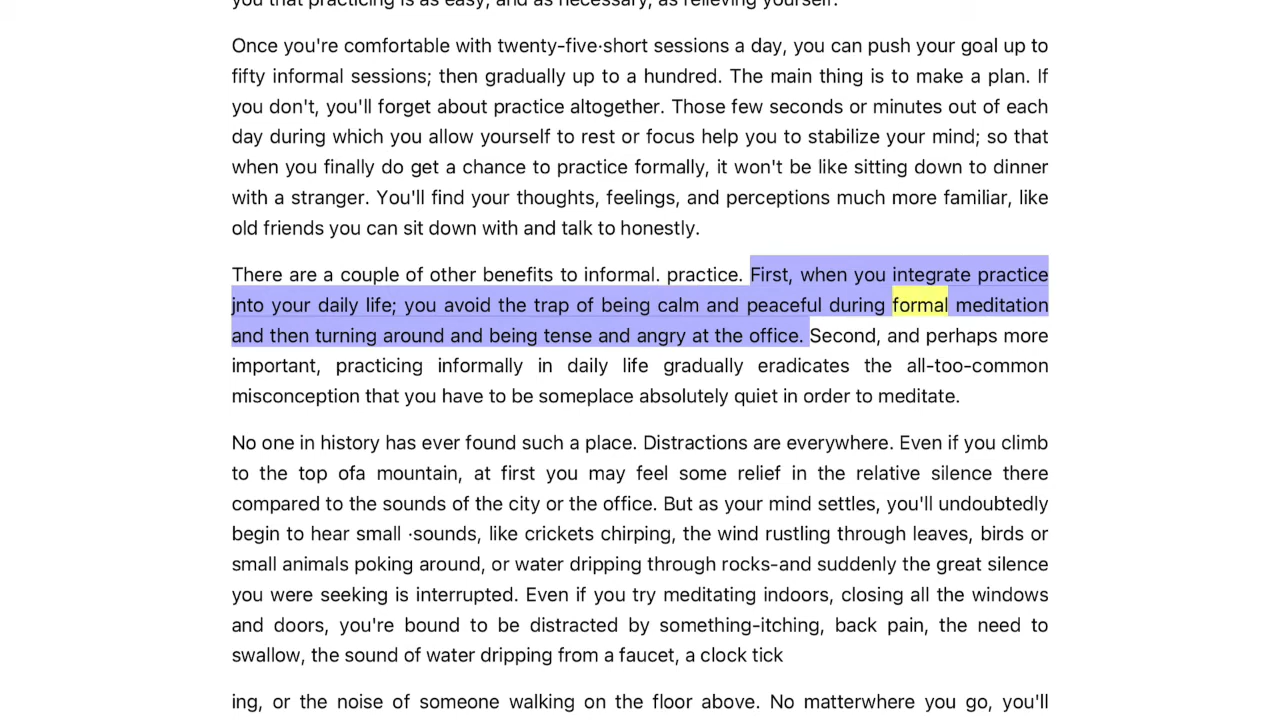 you that practicing is as easy, and as necessary, as relieving yourself.
Once you're comfortable with twenty-five·short sessions a day, you can push your goal up to
fifty informal sessions; then gradually up to a hundred. The main thing is to make a plan. If
you don't, you'll forget about practice altogether. Those few seconds or minutes out of each
day during which you allow yourself to rest or focus help you to stabilize your mind; so that
when you finally do get a chance to practice formally, it won't be like sitting down to dinner
with a stranger. You'll find your thoughts, feelings, and perceptions much more familiar, like
old friends you can sit down with and talk to honestly.
There are a couple of other benefits to informal. practice. First, when you integrate practice
jnto your daily life; you avoid the trap of being calm and peaceful during formal meditation
and then turning around and being tense and angry at the office. Second, and perhaps more
important, practicing informally in daily life gradually eradicates the all-too-common
misconception that you have to be someplace absolutely quiet in order to meditate.
No one in history has ever found such a place. Distractions are everywhere. Even if you climb
to the top ofa mountain, at first you may feel some relief in the relative silence there
compared to the sounds of the city or the office. But as your mind settles, you'll undoubtedly
begin to hear small ·sounds, like crickets chirping, the wind rustling through leaves, birds or
small animals poking around, or water dripping through rocks-and suddenly the great silence
you were seeking is interrupted. Even if you try meditating indoors, closing all the windows
and doors, you're bound to be distracted by something-itching, back pain, the need to
swallow, the sound of water dripping from a faucet, a clock tick
ing, or the noise of someone walking on the floor above. No matterwhere you go, you'll